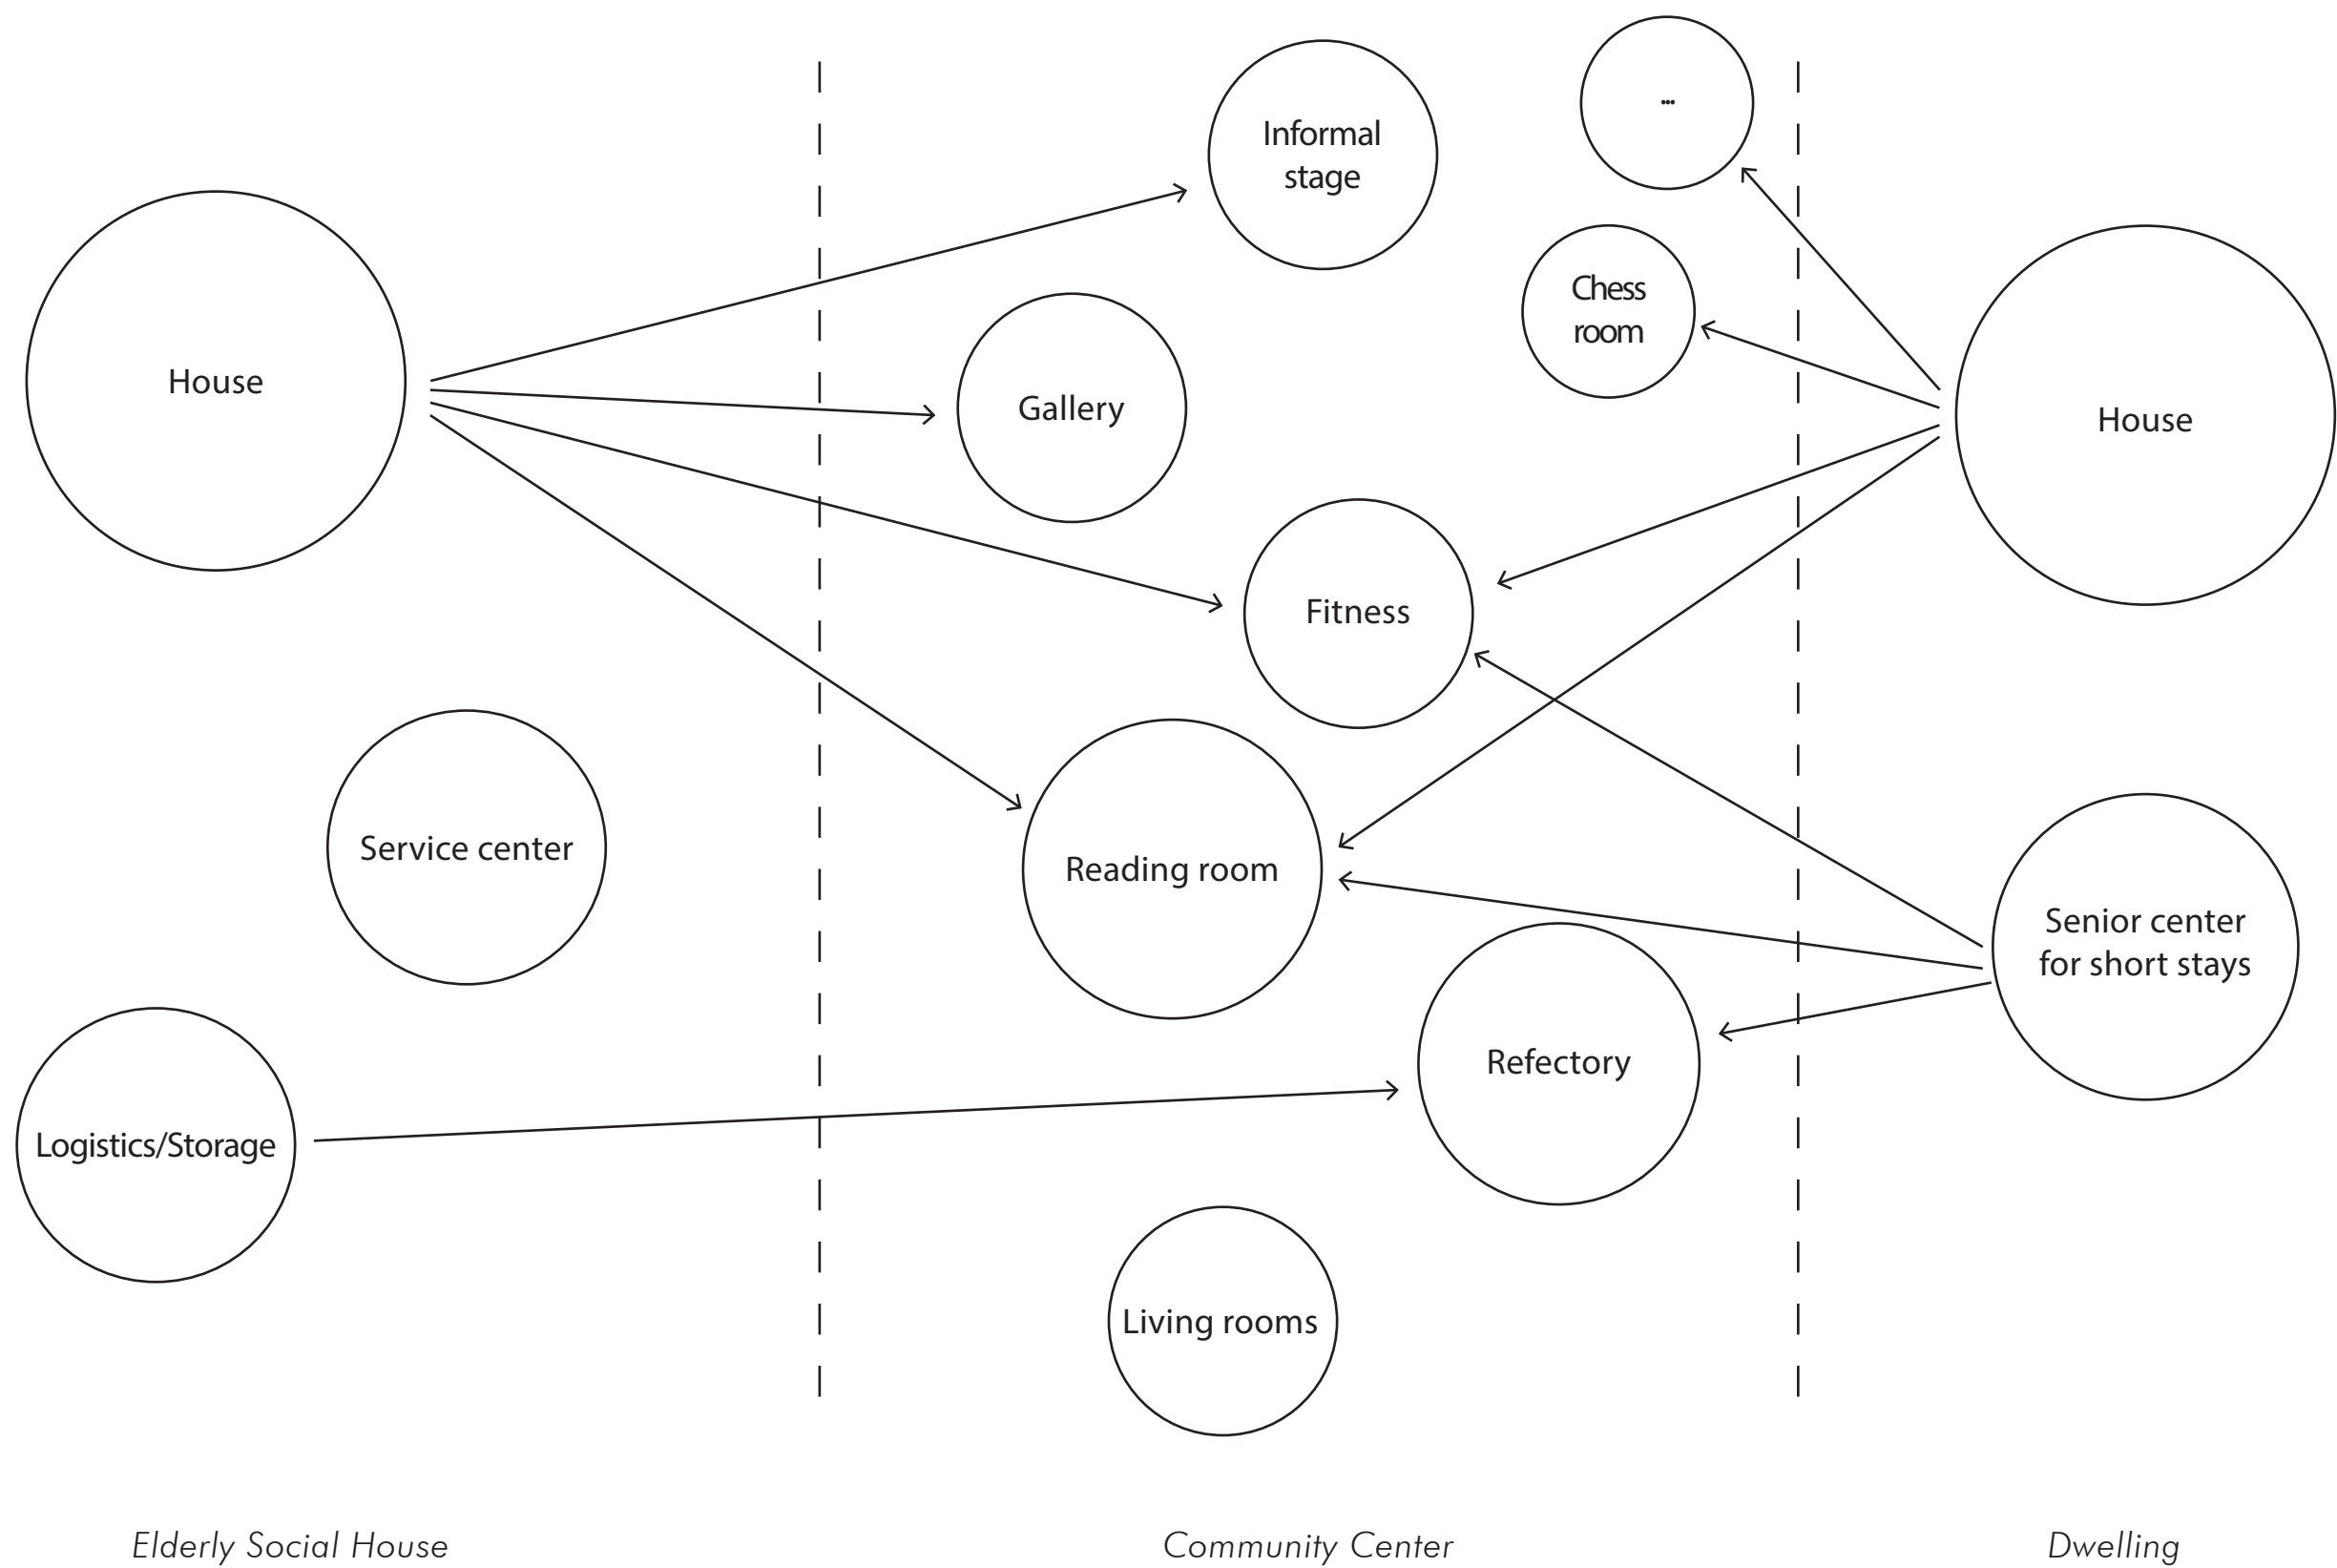 ...
Informal
stage
Chess
room
House
Gallery
House
Fitness
Service center
Reading room
Senior center
for short stays
Refectory
Logistics/Storage
Living rooms
Elderly Social House
Community Center
Dwelling